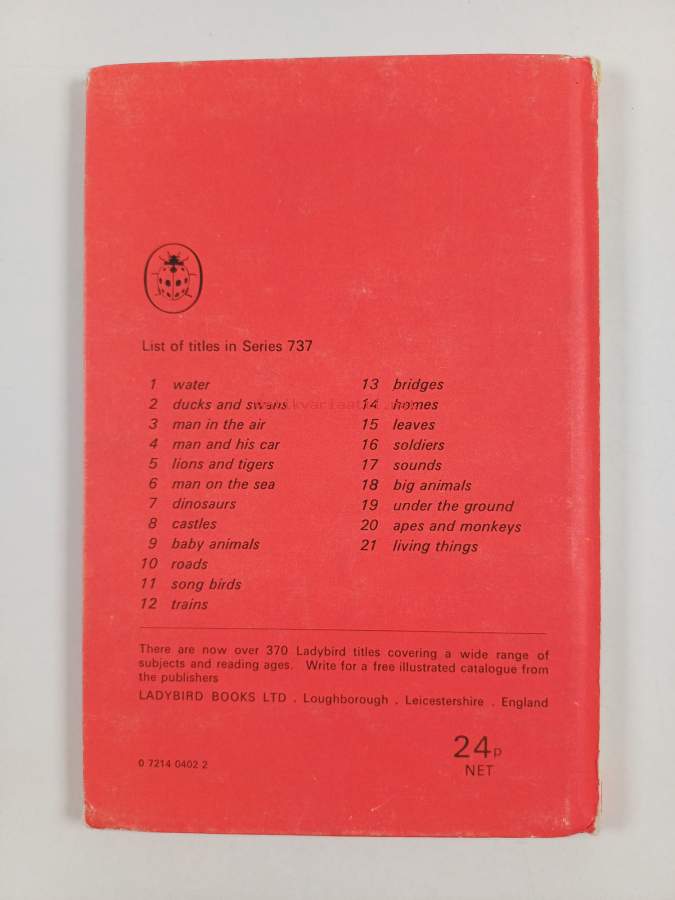 List of titles in Series 737
1 water
2 ducks and swans
3 man in the air
4 man and his car
5 lions and tigers
6 man on the sea
7 dinosaurs
8 castles
9 baby animals
10 roads
11 song birds
12 trains
13 bridges
14 homes
15 leaves
16 soldiers
17 sounds
18 big animals
19 under the ground
20 apes and monkeys
21 living things
There are now over 370 Ladybird titles covering a wide range of
subjects and reading ages. Write for a free illustrated catalogue from
the publishers
LADYBIRD BOOKS LTD . Loughborough . Leicestershire . England
0 7214 0402 2
24p
NET